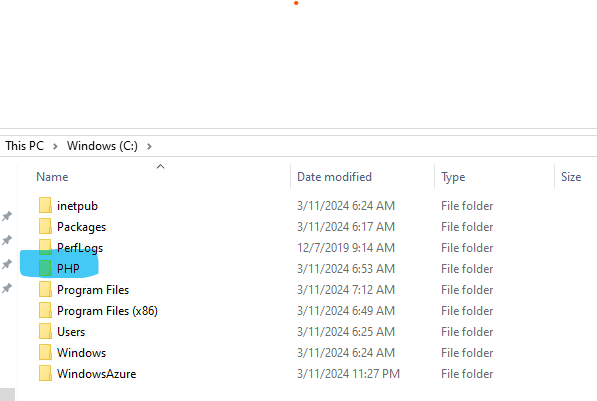 This PC > Windows (C:) >
Name Date modified Type Size
inetpub 3/11/2024 6:24 AM File folder
Packages 3/11/2024 6:17 AM File folder
PerfLogs 12/7/2019 9:14 AM File folder
PHP 3/11/2024 6:53 AM File folder
Program Files 3/11/2024 7:12 AM File folder
Program Files (x86) 3/11/2024 6:49 AM File folder
Users 3/11/2024 6:25 AM File folder
Windows 3/11/2024 6:24 AM File folder
WindowsAzure 3/11/2024 11:27 PM File folder